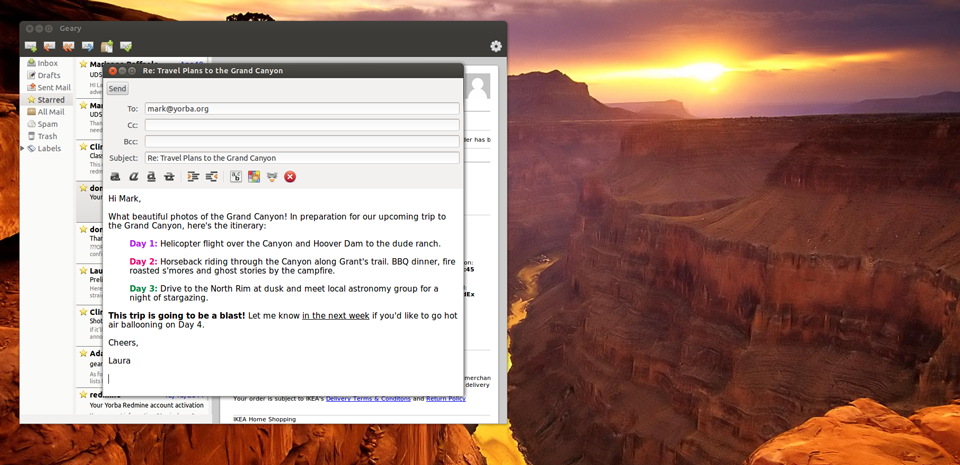 Geary
Inbox
Drafts
Sent Mail
Starred
All Mail
Spam
Trash
Labels
UDS
UDS
Your
redmine
Your Yorba Redmine account activation
Re: Travel Plans to the Grand Canyon
Send
To: mark@yorba.org
Cc:
Bcc:
Subject: Re: Travel Plans to the Grand Canyon
Hi Mark,
What beautiful photos of the Grand Canyon! In preparation for our upcoming trip to
the Grand Canyon, here's the itinerary:
Day 1: Helicopter flight over the Canyon and Hoover Dam to the dude ranch.
Day 2: Horseback riding through the Canyon along Grant's trail. BBQ dinner, fire
roasted s'mores and ghost stories by the campfire.
Day 3: Drive to the North Rim at dusk and meet local astronomy group for a
night of stargazing.
This trip is going to be a blast! Let me know in the next week if you'd like to go hot
air ballooning on Day 4.
Cheers,
Laura
Your order is subject to IKEA's Delivery Terms & Conditons and Return Policy
IKEA Home Shopping